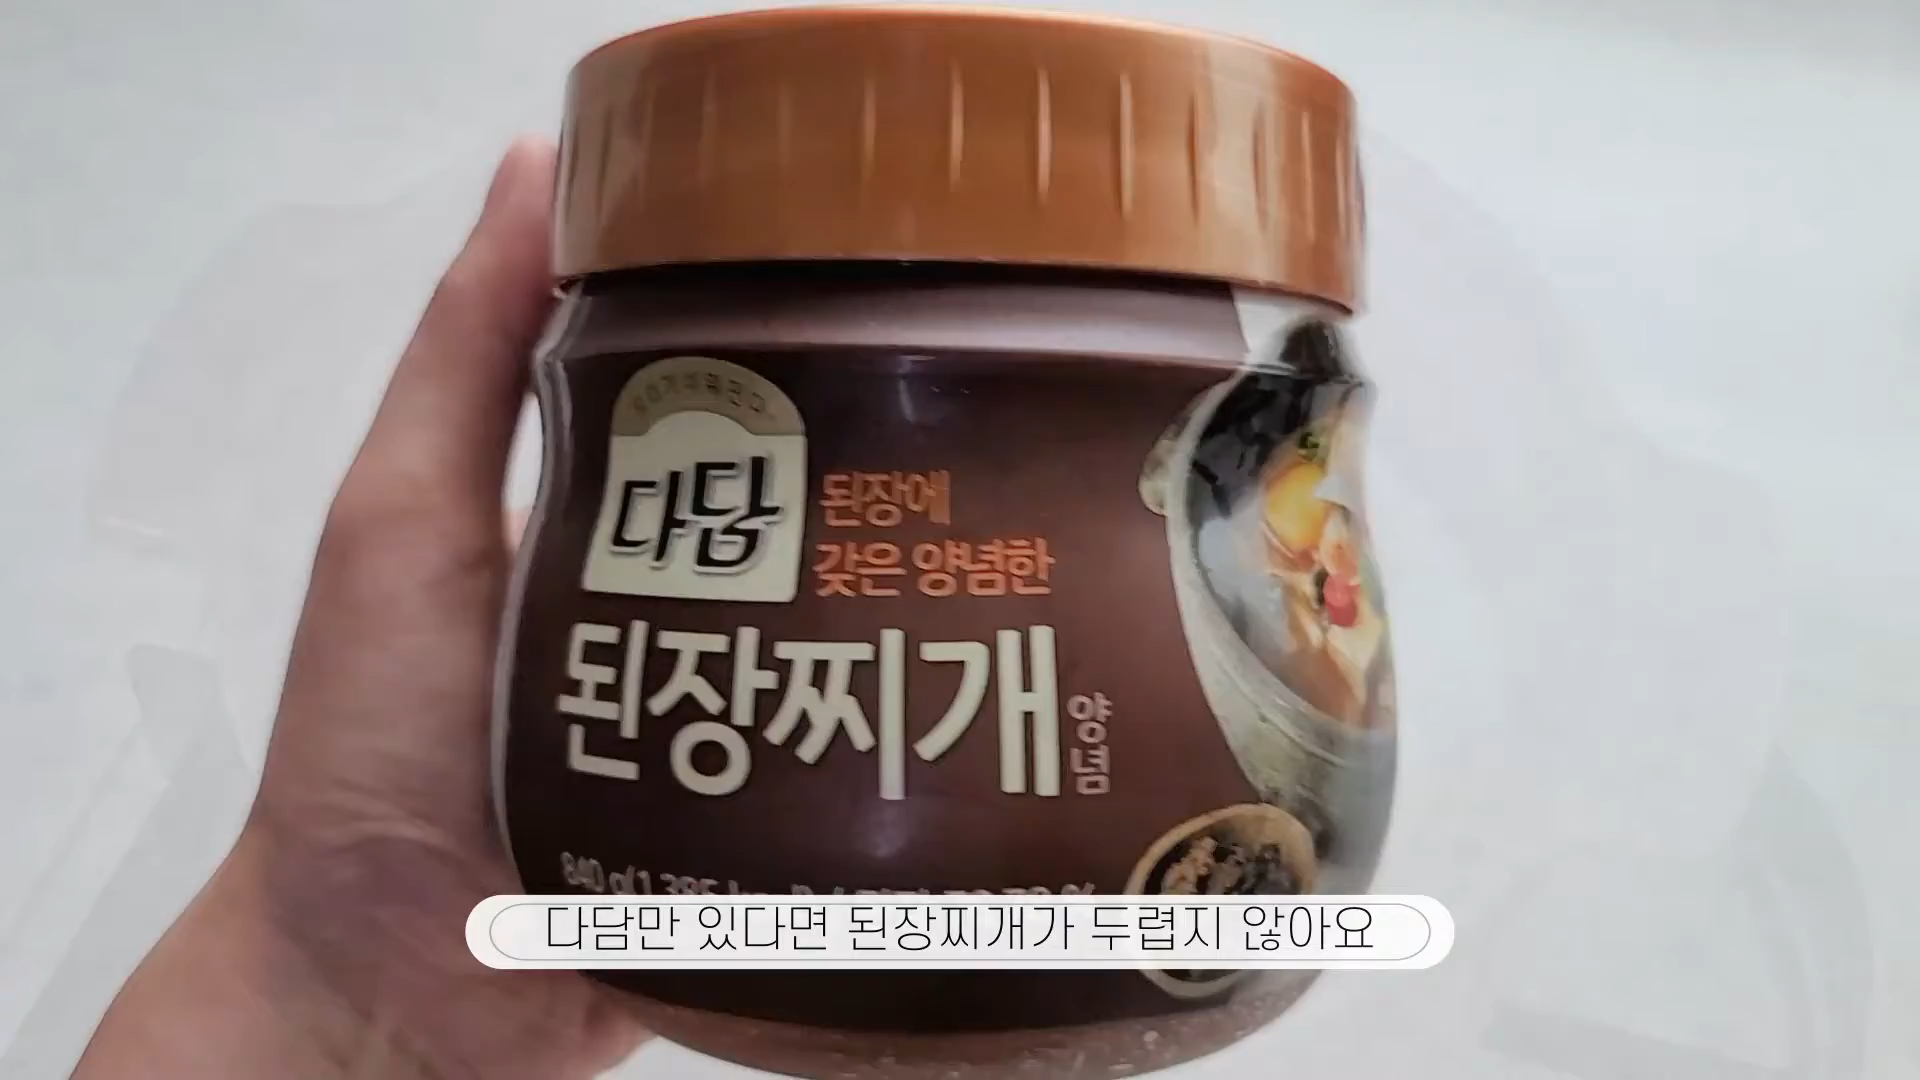 다담
된장에
갖은 양념한
된장찌개
양념
840 g
다담만 있다면 된장찌개가 두렵지 않아요